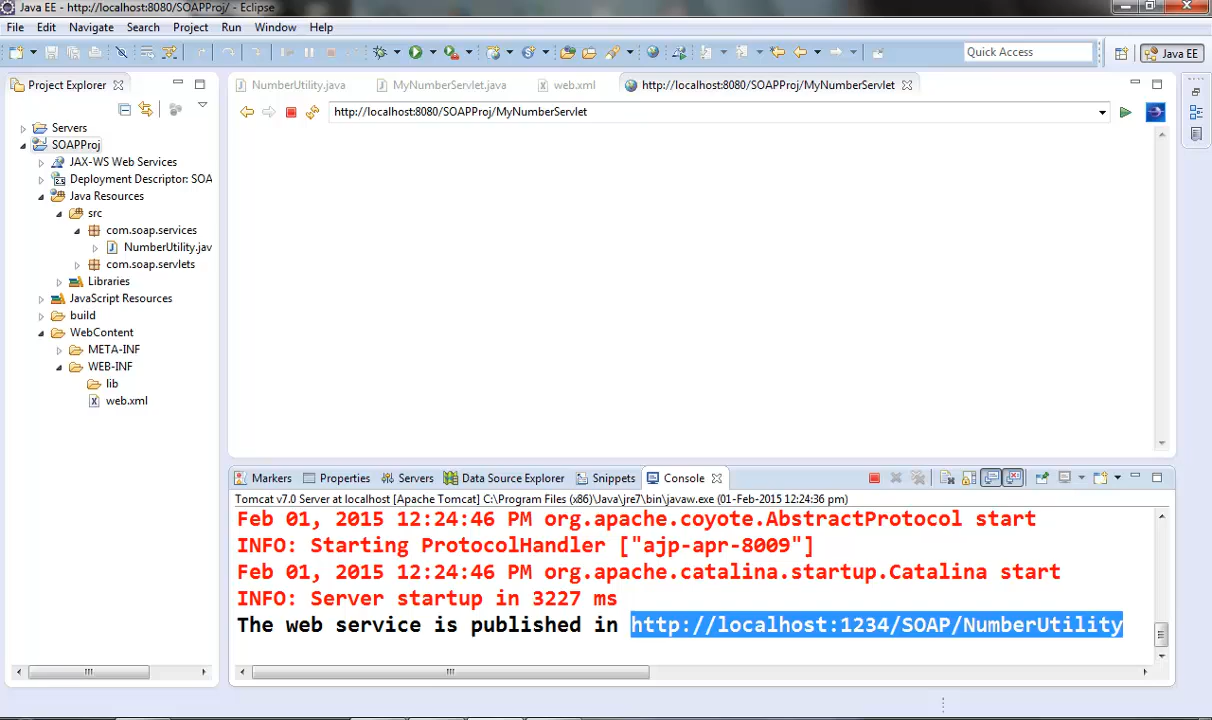 Java EE - http://localhost:8080/SOAPProj/ - Eclipse
File Edit Navigate Search Project Run Window Help
Quick Access
Java EE
Project Explorer
NumberUtility.java
MyNumberServlet.java
web.xml
http://localhost:8080/SOAPProj/MyNumberServlet
http://localhost:8080/SOAPProj/MyNumberServlet
Servers
SOAPProj
JAX-WS Web Services
Deployment Descriptor: SOA
Java Resources
src
com.soap.services
NumberUtility.jav
com.soap.servlets
Libraries
JavaScript Resources
build
WebContent
META-INF
WEB-INF
lib
web.xml
Markers Properties Servers Data Source Explorer Snippets Console
Tomcat v7.0 Server at localhost [Apache Tomcat] C:\Program Files (x86)\Java\jre7\bin\javaw.exe (01-Feb-2015 12:24:36 pm)
Feb 01, 2015 12:24:46 PM org.apache.coyote.AbstractProtocol start
INFO: Starting ProtocolHandler ["ajp-apr-8009"]
Feb 01, 2015 12:24:46 PM org.apache.catalina.startup.Catalina start
INFO: Server startup in 3227 ms
The web service is published in http://localhost:1234/SOAP/NumberUtility